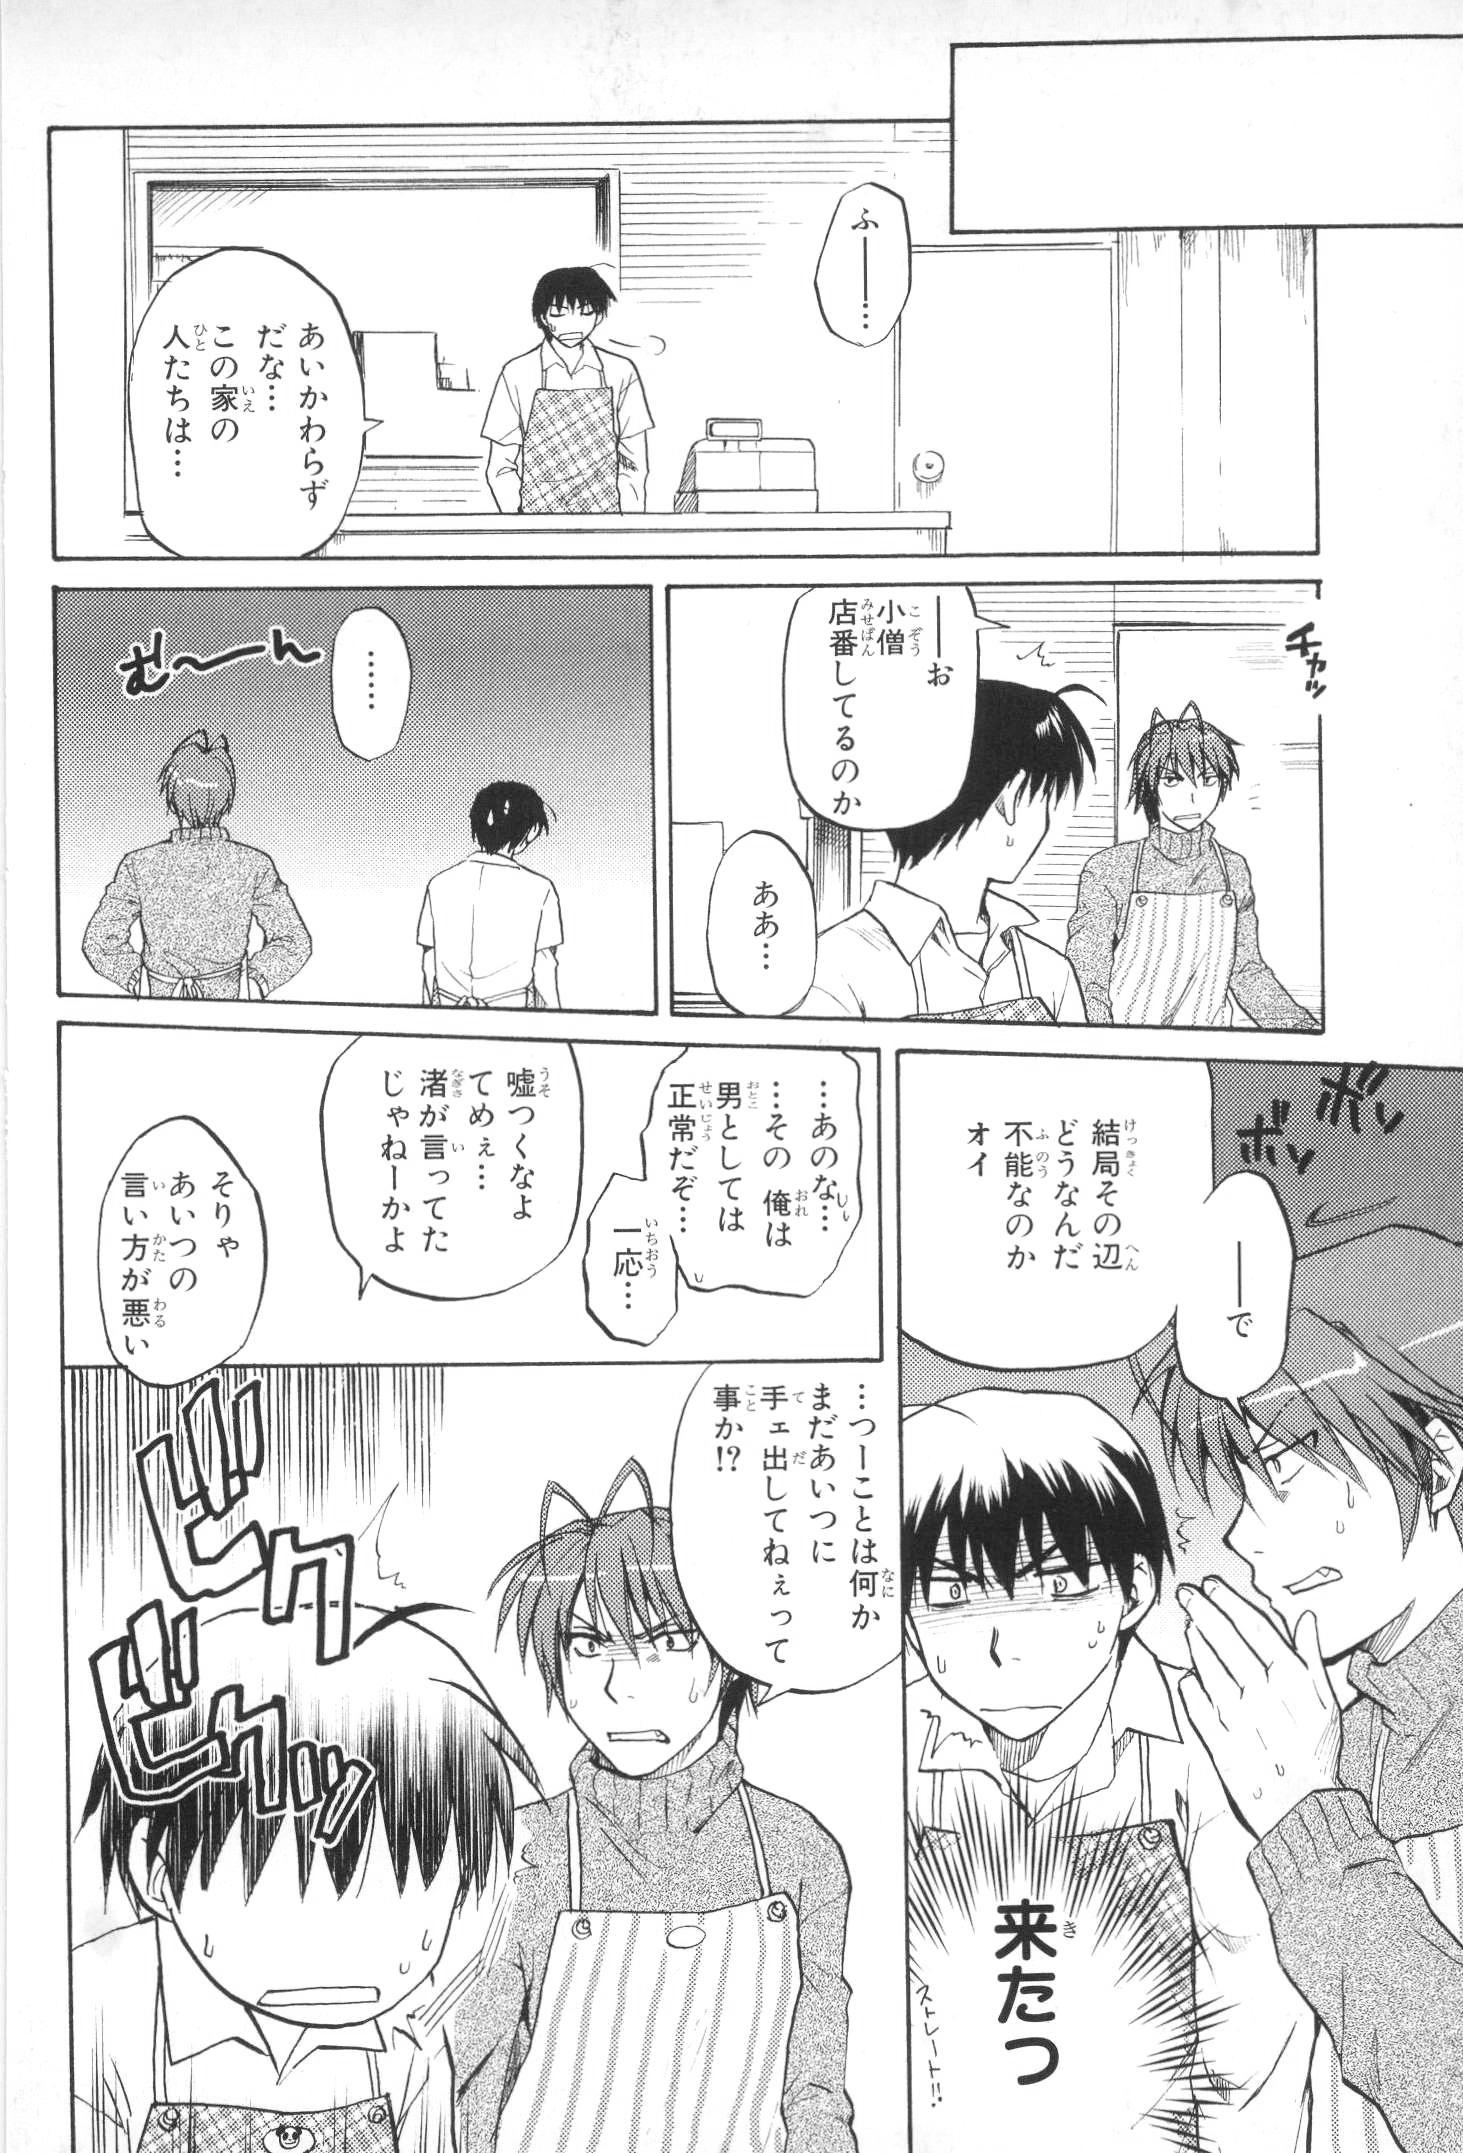 ふ――…
あいかわらず
だな…
この家の
人たちは…
チャッ
――お
小僧
店番してるのか
ああ…
……
む〜〜ん
ボソ
ボソ
――で
結局その辺
どうなんだ
不能なのか
オイ
来たっ
ストレート!!
…あのな…
…その 俺は
男としては
正常だぞ…
一応…
嘘つくなよ
てめぇ…
渚が言ってた
じゃねーかよ
そりゃ
あいつの
言い方が悪い
…つーことは何か
まだあいつに
手ェ出してねぇって
事か!?
ビクッ
ビクッ